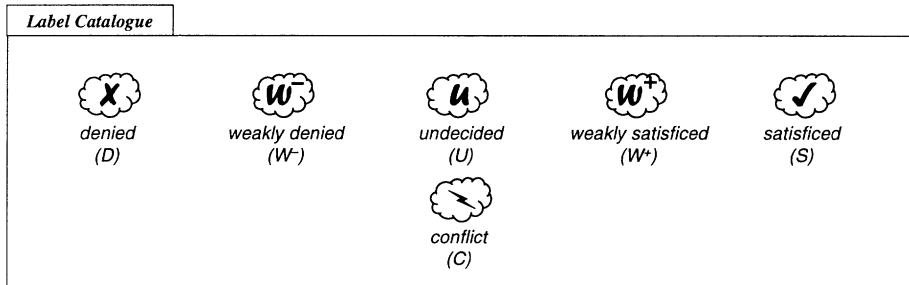 Label Catalogue
✗ W⁻ u W⁺ ✓
denied weakly denied undecided weakly satisficed satisficed
(D) (W⁻) (U) (W⁺) (S)
conflict
(C)